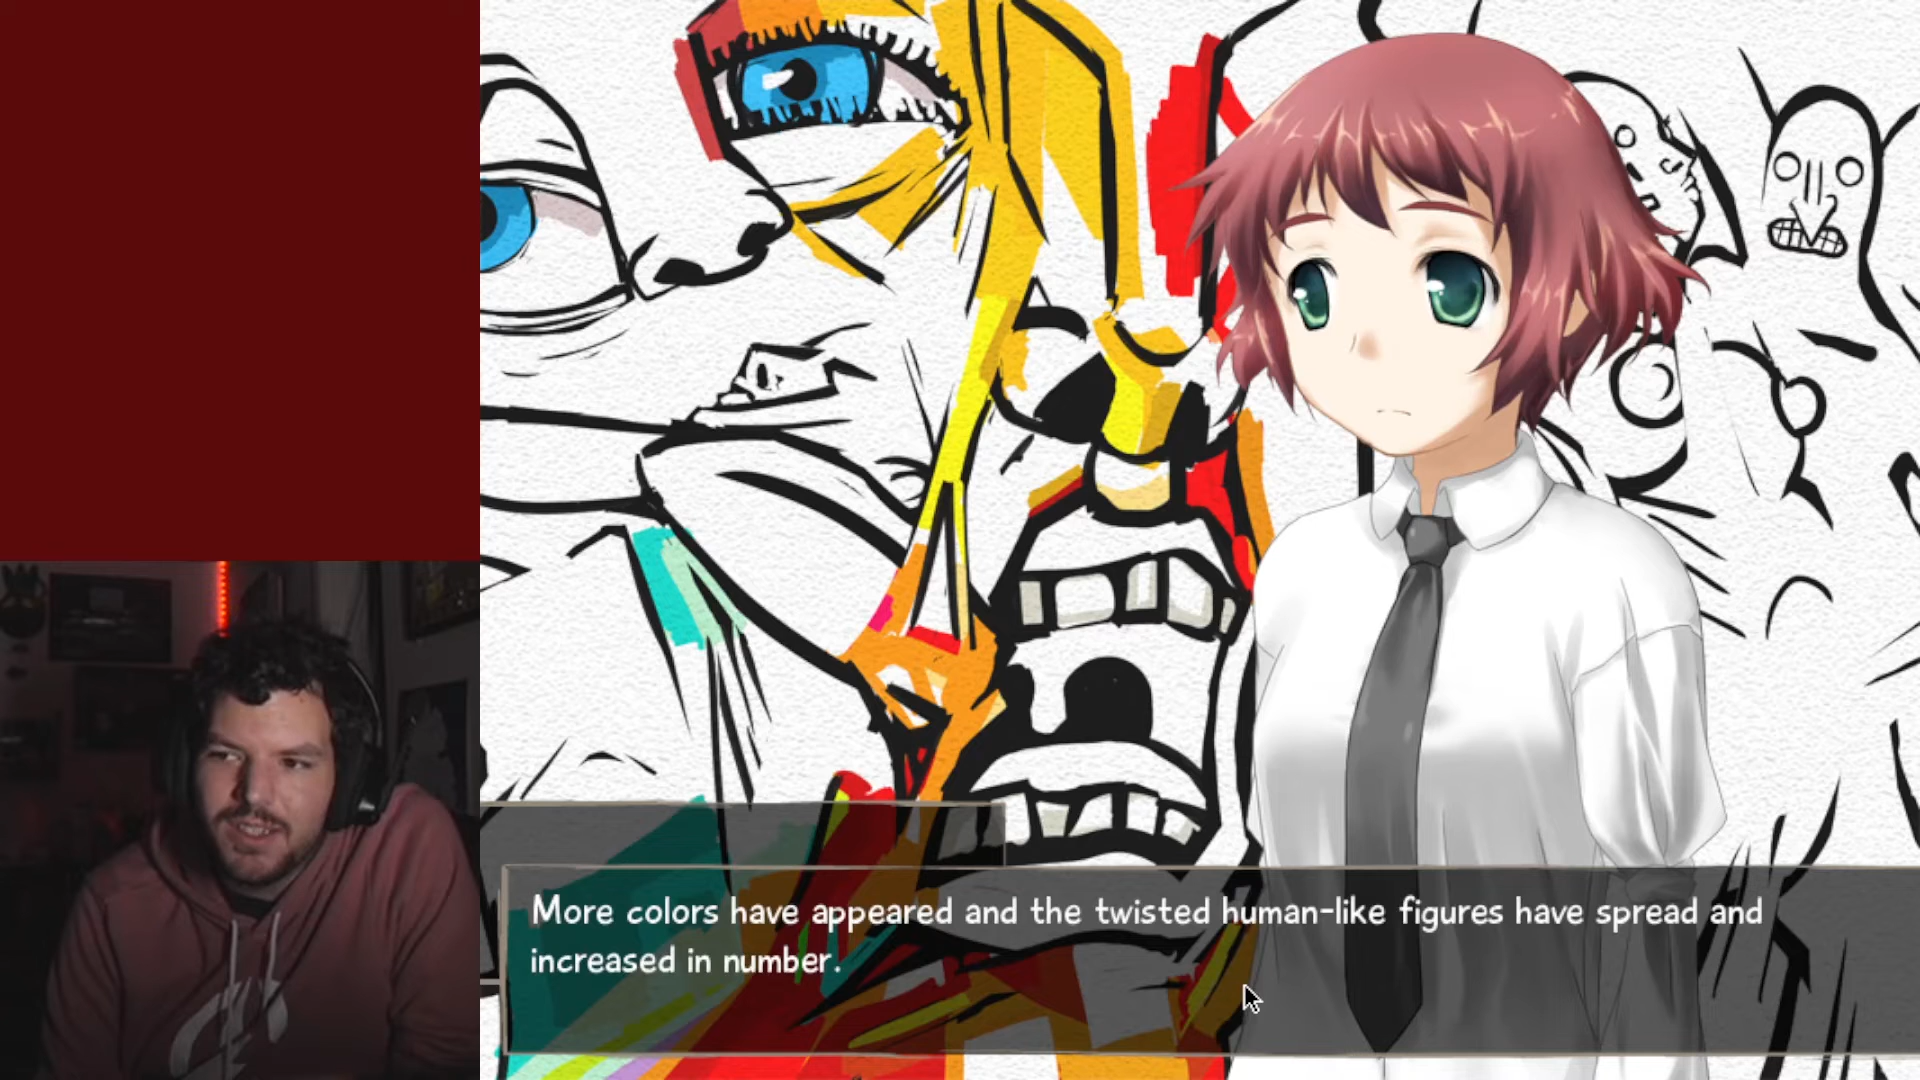 More colors have appeared and the twisted human-like figures have spread and
increased in number.